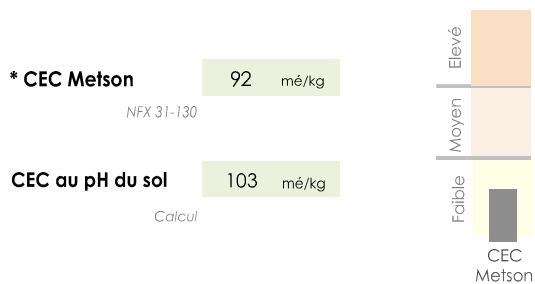 * CEC Metson 92 mé/kg
NFX 31-130
CEC au pH du sol 103 mé/kg
Calcul
Elevé
Moyen
Faible
CEC
Metson